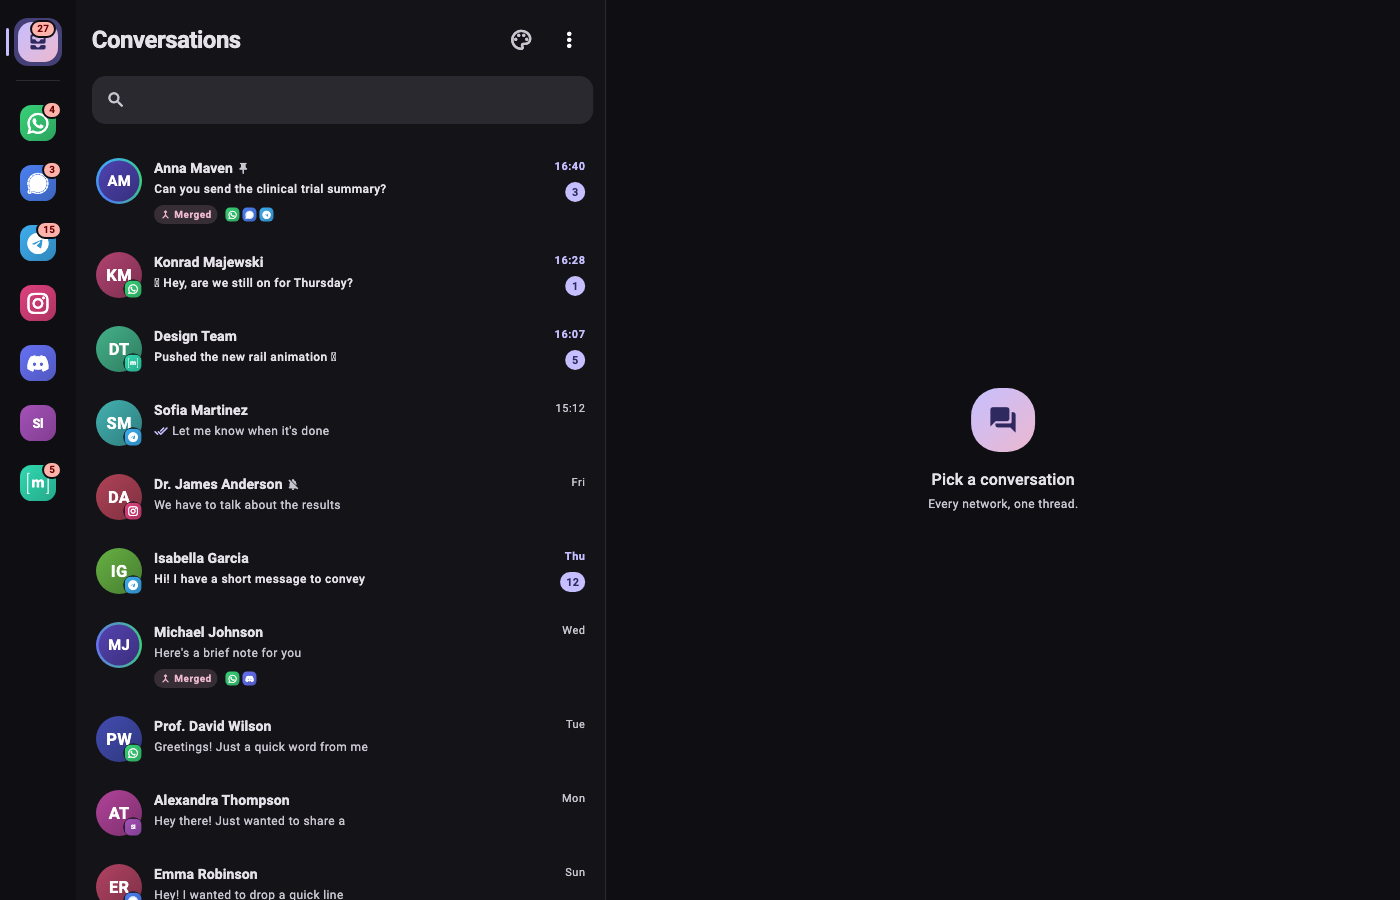 27
Conversations
4
3
15
Sl
[m]
5
AM
Anna Maven
16:40
Can you send the clinical trial summary?
3
Merged
KM
Konrad Majewski
16:28
Hey, are we still on for Thursday?
1
DT
Design Team
16:07
Pushed the new rail animation
5
[m]
SM
Sofia Martinez
15:12
Let me know when it's done
DA
Dr. James Anderson
Fri
We have to talk about the results
IG
Isabella Garcia
Thu
Hi! I have a short message to convey
12
MJ
Michael Johnson
Wed
Here's a brief note for you
Merged
PW
Prof. David Wilson
Tue
Greetings! Just a quick word from me
AT
Alexandra Thompson
Mon
Hey there! Just wanted to share a
Sl
ER
Emma Robinson
Sun
Hey! I wanted to drop a quick line
Pick a conversation
Every network, one thread.